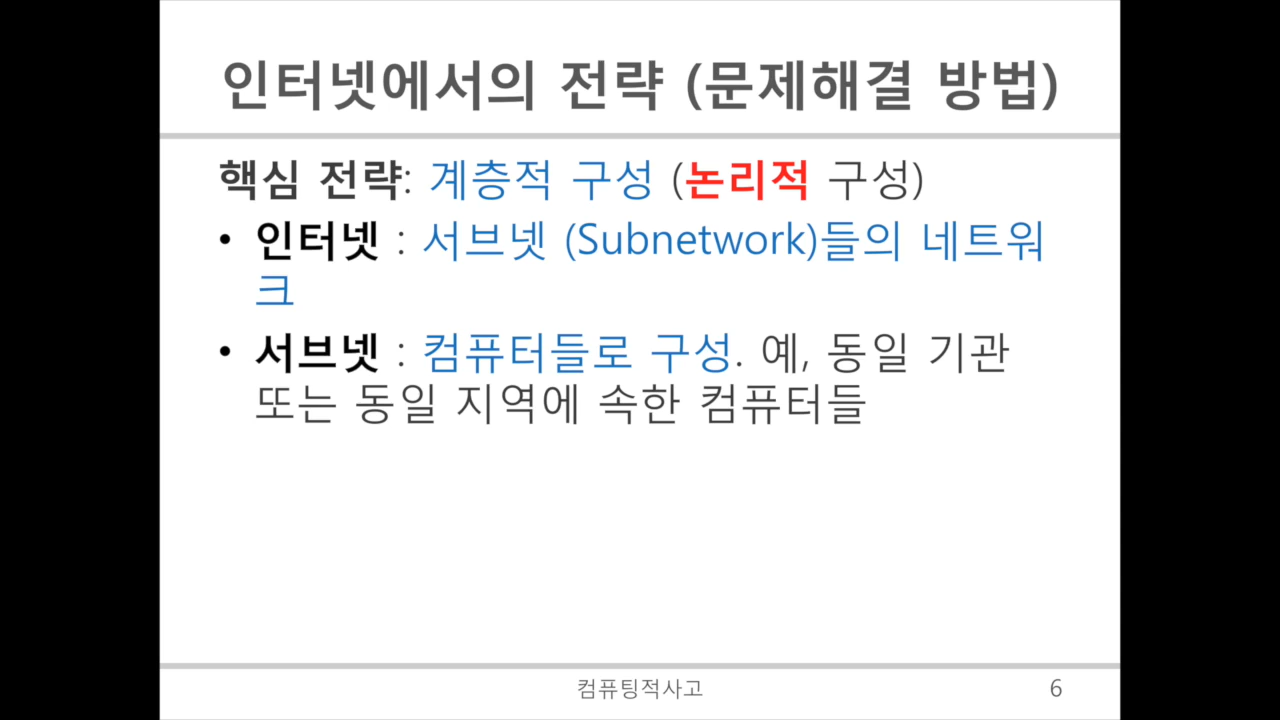 인터넷에서의 전략 (문제해결 방법)
핵심 전략: 계층적 구성 (논리적 구성)
• 인터넷 : 서브넷 (Subnetwork)들의 네트워
크
• 서브넷 : 컴퓨터들로 구성. 예, 동일 기관
또는 동일 지역에 속한 컴퓨터들
컴퓨팅적사고
6